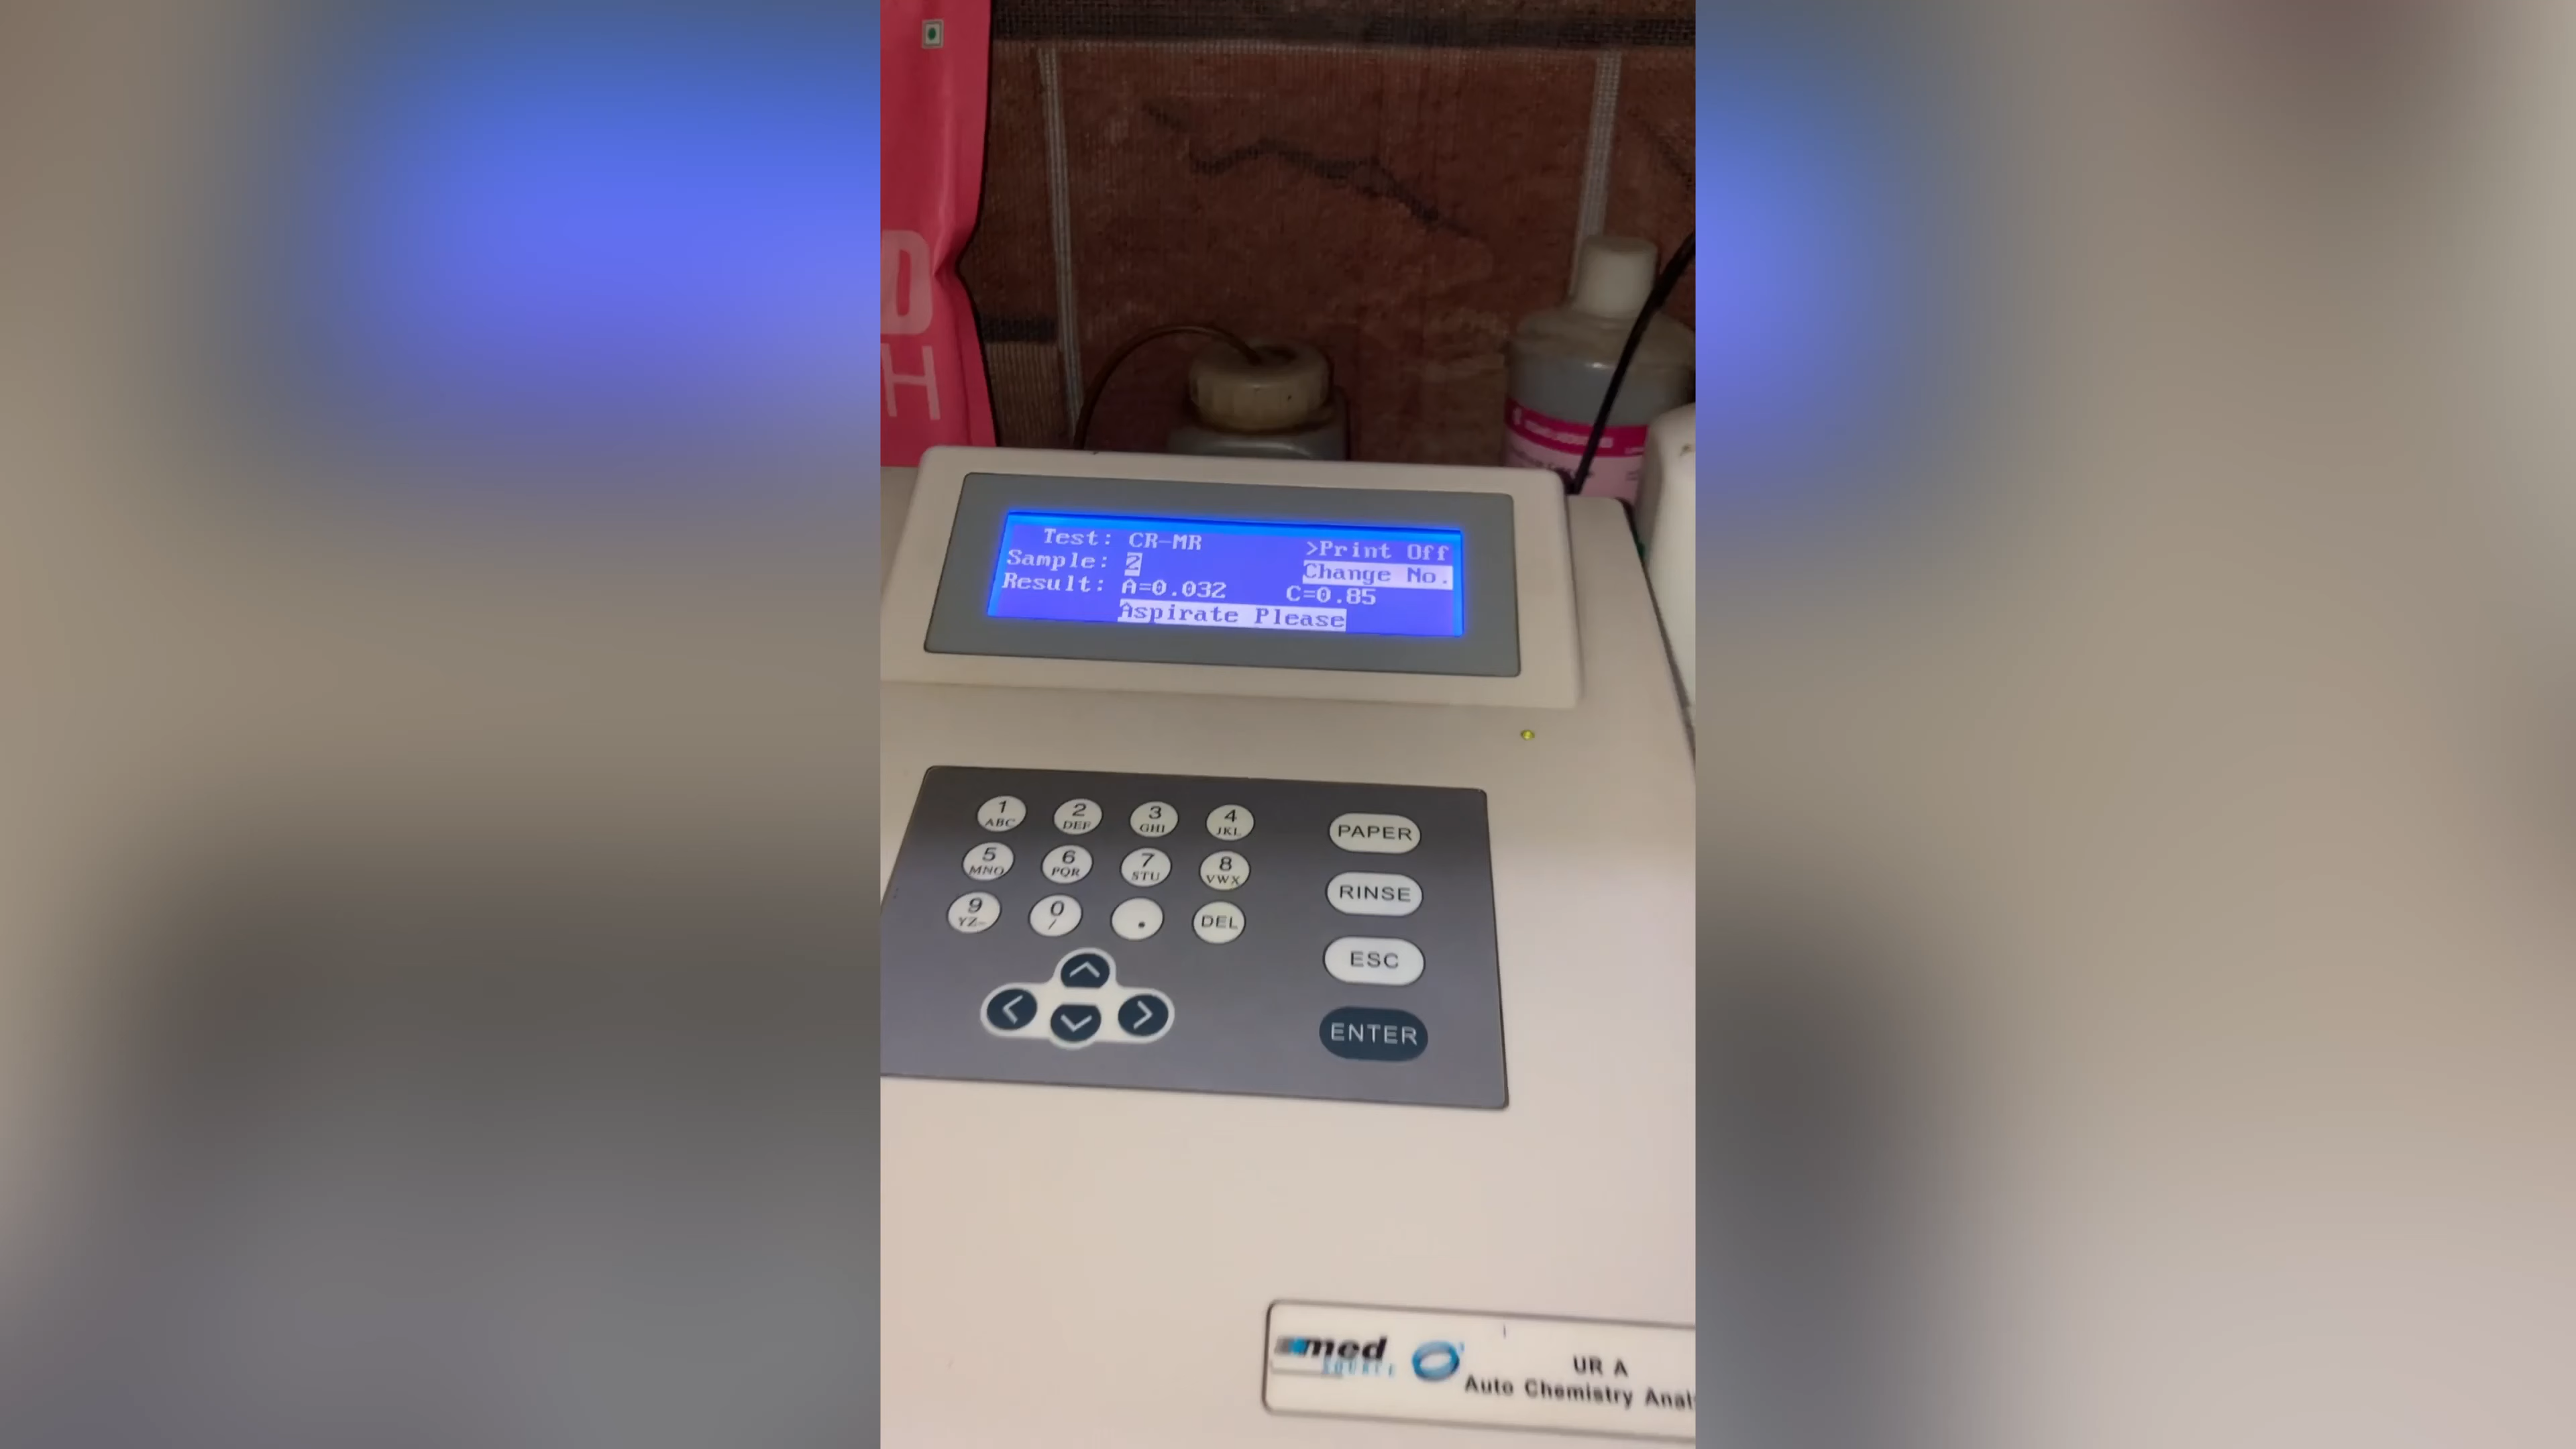 D
H
Test: CR-MR >Print Off
Sample: 2 Change No.
Result: A=0.032 C=0.85
Aspirate Please
1 ABC 2 DEF 3 GHI 4 JKL
5 MNO 6 PQR 7 STU 8 VWX
9 YZ- 0 / . DEL
PAPER
RINSE
ESC
ENTER
med
SOURCE
UR A
Auto Chemistry Anal